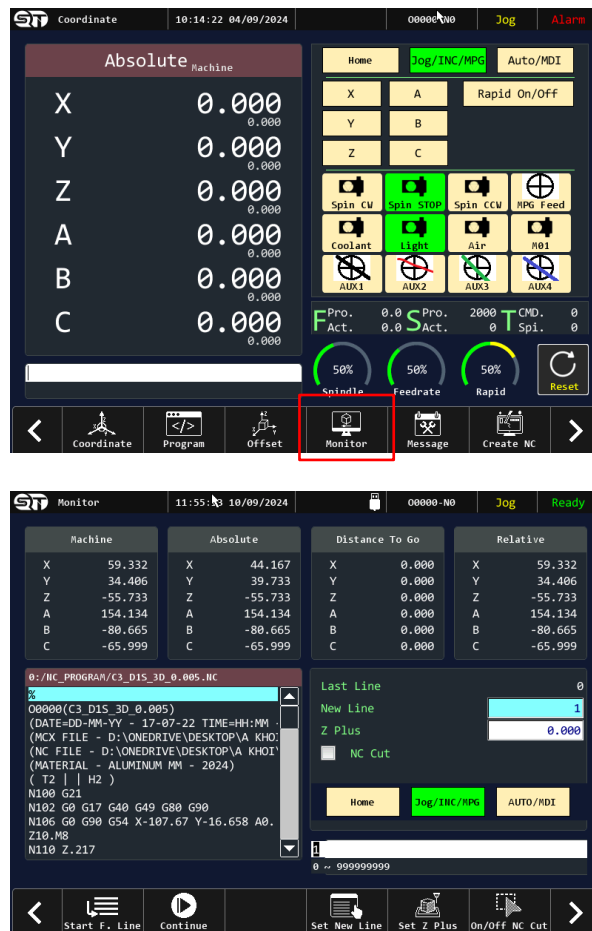 Coordinate 10:14:22 04/09/2024 Jog Alarm
Absolute Machine
X 0.000
0.000
Y 0.000
0.000
Z 0.000
0.000
A 0.000
0.000
B 0.000
0.000
C 0.000
0.000
Home Jog/INC/MPG Auto/MDI
X A Rapid On/Off
Y B
Z C
Spin CW Spin STOP Spin CCW MPG Feed
Coolant Light Air M01
AUX1 AUX2 AUX3 AUX4
F Pro. 0.0 S Pro. 2000 T CMD. 0
Act. 0.0 Act. 0 Spi. 0
50% 50% 50%
Spindle Feedrate Rapid Reset
Coordinate Program Offset Monitor Message Create NC
Monitor 11:55:33 10/09/2024 O0000-N0 Jog Ready
Machine Absolute Distance To Go Relative
X 59.332 X 44.167 X 0.000 X 59.332
Y 34.406 Y 39.733 Y 0.000 Y 34.406
Z -55.733 Z -55.733 Z 0.000 Z -55.733
A 154.134 A 154.134 A 0.000 A 154.134
B -80.665 B -80.665 B 0.000 B -80.665
C -65.999 C -65.999 C 0.000 C -65.999
0:/NC_PROGRAM/C3_D1S_3D_0.005.NC
%
O0000(C3_D1S_3D_0.005)
(DATE=DD-MM-YY - 17-07-22 TIME=HH:MM -
(MCX FILE - D:\ONEDRIVE\DESKTOP\A KHOI
(NC FILE - D:\ONEDRIVE\DESKTOP\A KHOI\
(MATERIAL - ALUMINUM MM - 2024)
( T2 | | H2 )
N100 G21
N102 G0 G17 G40 G49 G80 G90
N106 G0 G90 G54 X-107.67 Y-16.658 A0.
Z10.M8
N110 Z.217
Last Line 0
New Line 1
Z Plus 0.000
NC Cut
Home Jog/INC/MPG AUTO/MDI
1
0 ~ 999999999
Start F. Line Continue Set New Line Set Z Plus On/Off NC Cut